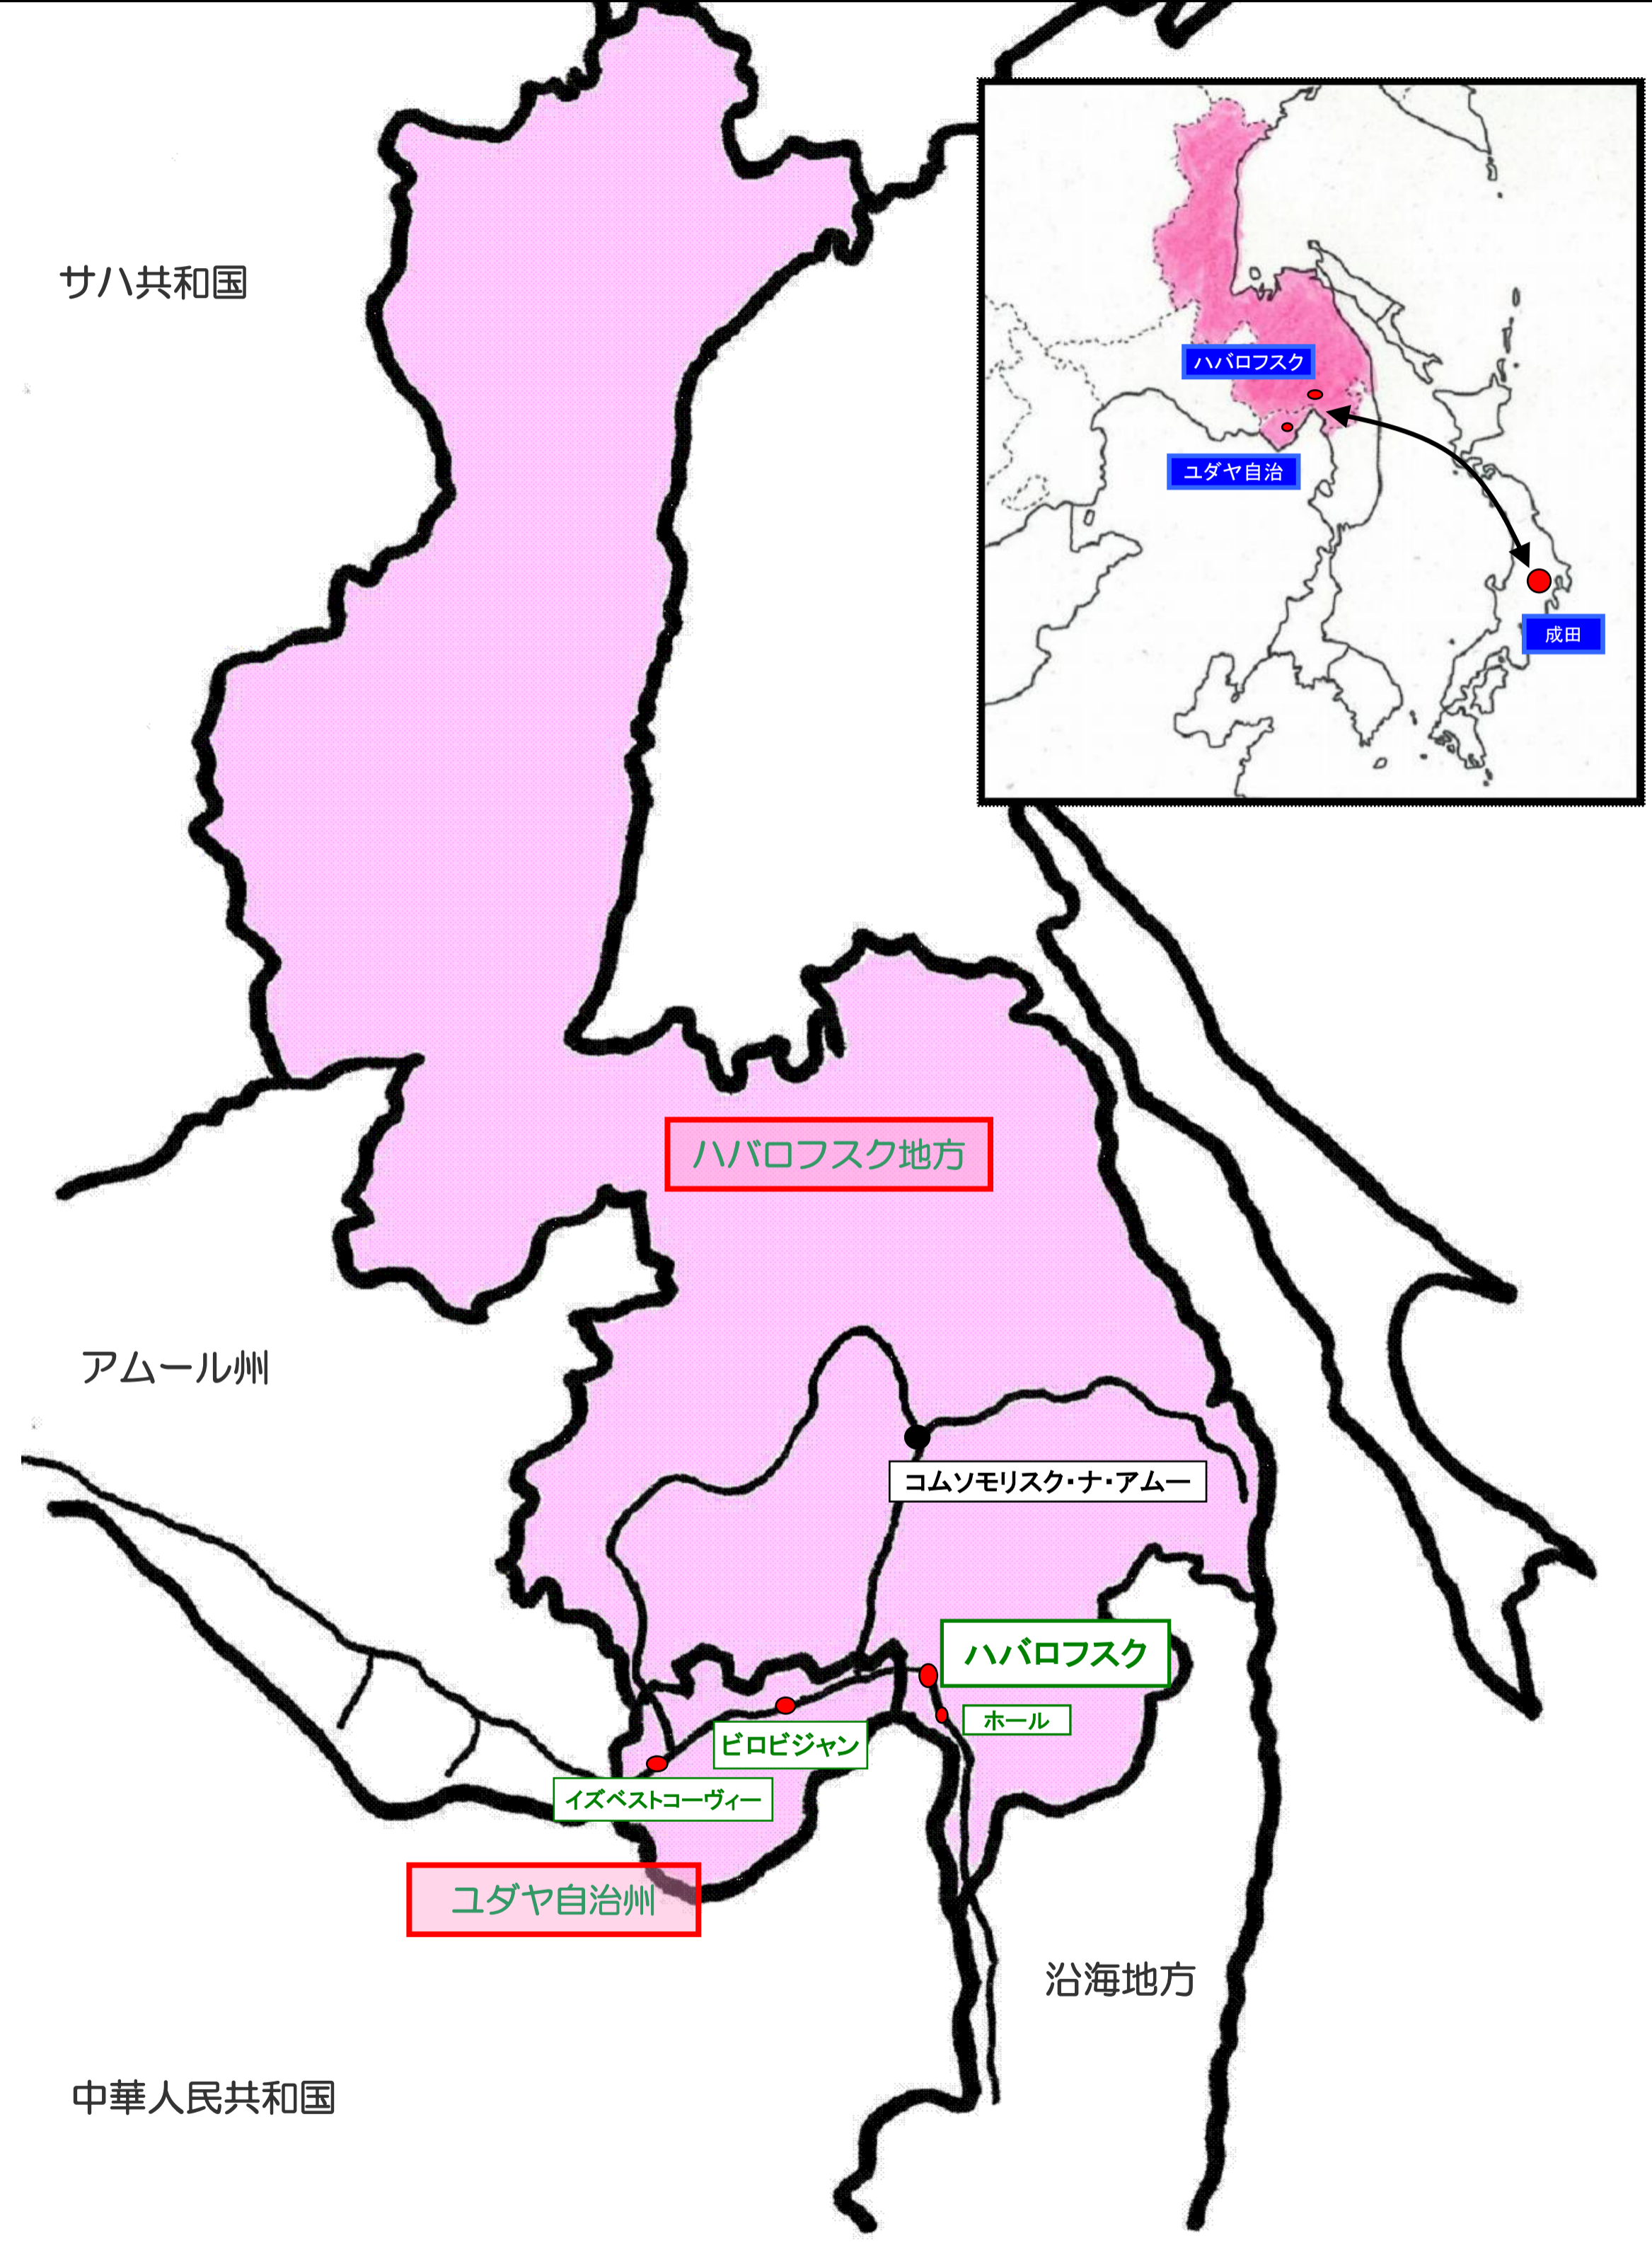 サハ共和国
ハバロフスク
ユダヤ自治
成田
ハバロフスク地方
アムール州
コムソモリスク・ナ・アムー
ハバロフスク
ホール
ビロビジャン
イズベストコーヴィー
ユダヤ自治州
沿海地方
中華人民共和国